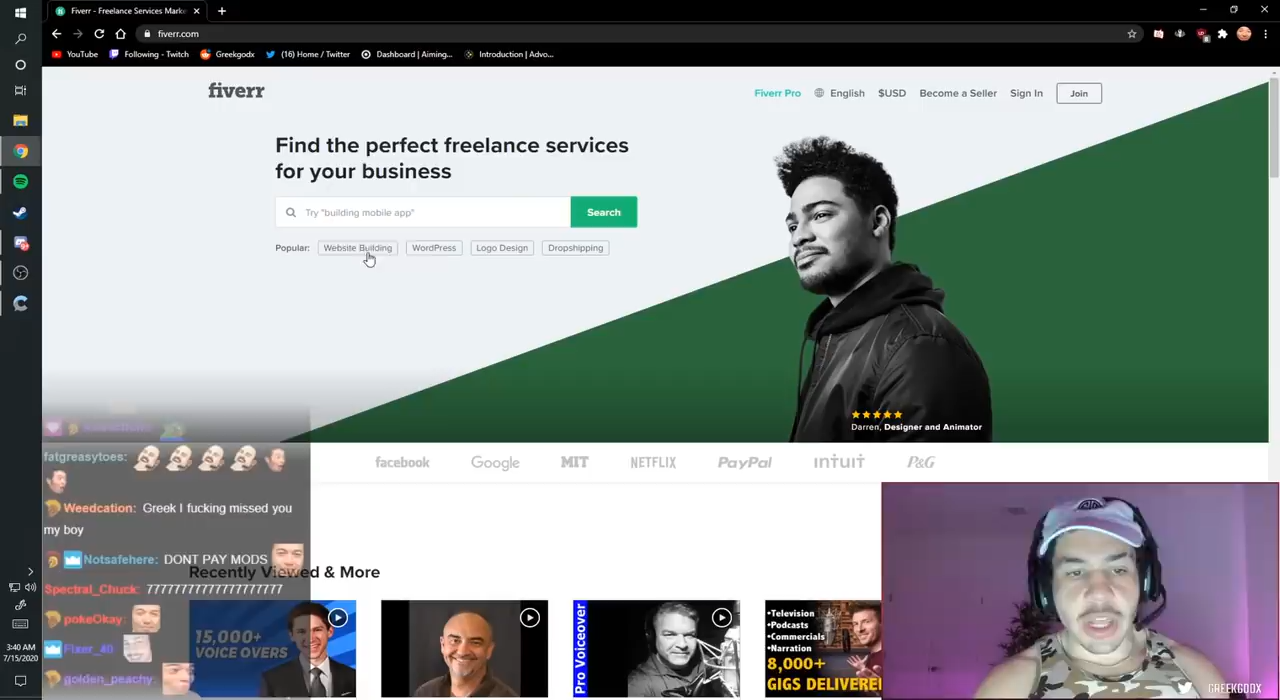 Fiverr - Freelance Services Mark
fiverr.com
YouTube
Following - Twitch
Greekgodx
(16) Home / Twitter
Dashboard | Aiming...
Introduction | Advo...
fiverr
Fiverr Pro
English
$USD
Become a Seller
Sign In
Join
Find the perfect freelance services
for your business
Try "building mobile app"
Search
Popular:
Website Building
WordPress
Logo Design
Dropshipping
Darren, Designer and Animator
facebook
Google
MIT
NETFLIX
PayPal
intuit
P&G
fatgreasytoes:
Weedcation: Greek I fucking missed you
my boy
Notsafehere: DONT PAY MODS
Spectral_Chuck: 77777777777777777777
pokeOkay:
Fixer_40
golden_peachy:
Recently Viewed & More
15,000+
VOICE OVERS
Pro Voiceover
•Television
•Podcasts
•Commercials
•Narration
8,000+
GIGS DELIVERE
3:40 AM
7/15/2020
GREEKGODX